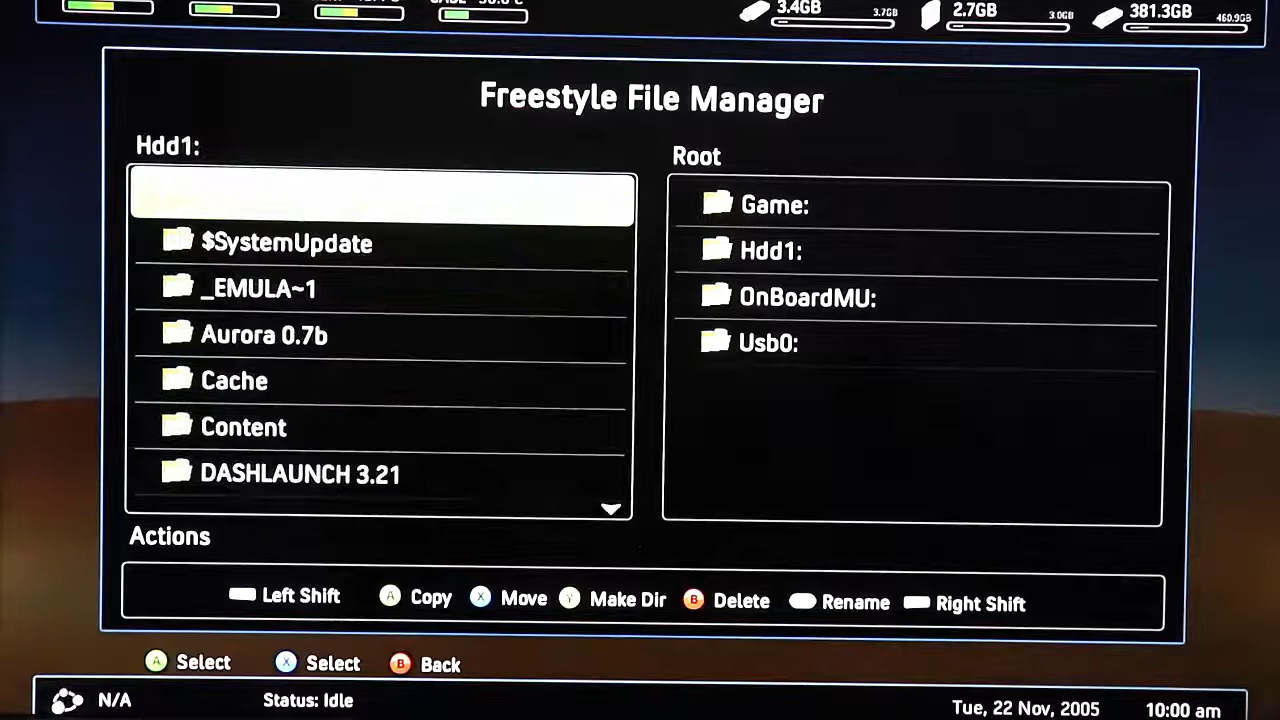 3.4GB 3.7GB 2.7GB 3.0GB 381.3GB 460.9GB
Freestyle File Manager
Hdd1:
Root
$SystemUpdate
_EMULA~1
Aurora 0.7b
Cache
Content
DASHLAUNCH 3.21
Game:
Hdd1:
OnBoardMU:
Usb0:
Actions
Left Shift A Copy X Move Y Make Dir B Delete Rename Right Shift
A Select X Select B Back
N/A Status: Idle Tue, 22 Nov, 2005 10:00 am